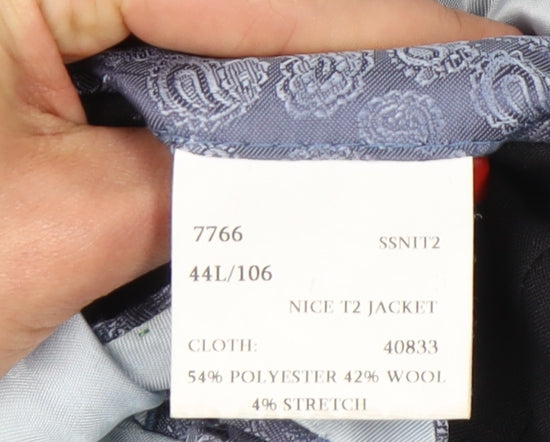 7766 SSNIT2
44L/106
NICE T2 JACKET
CLOTH: 40833
54% POLYESTER 42% WOOL
4% STRETCH